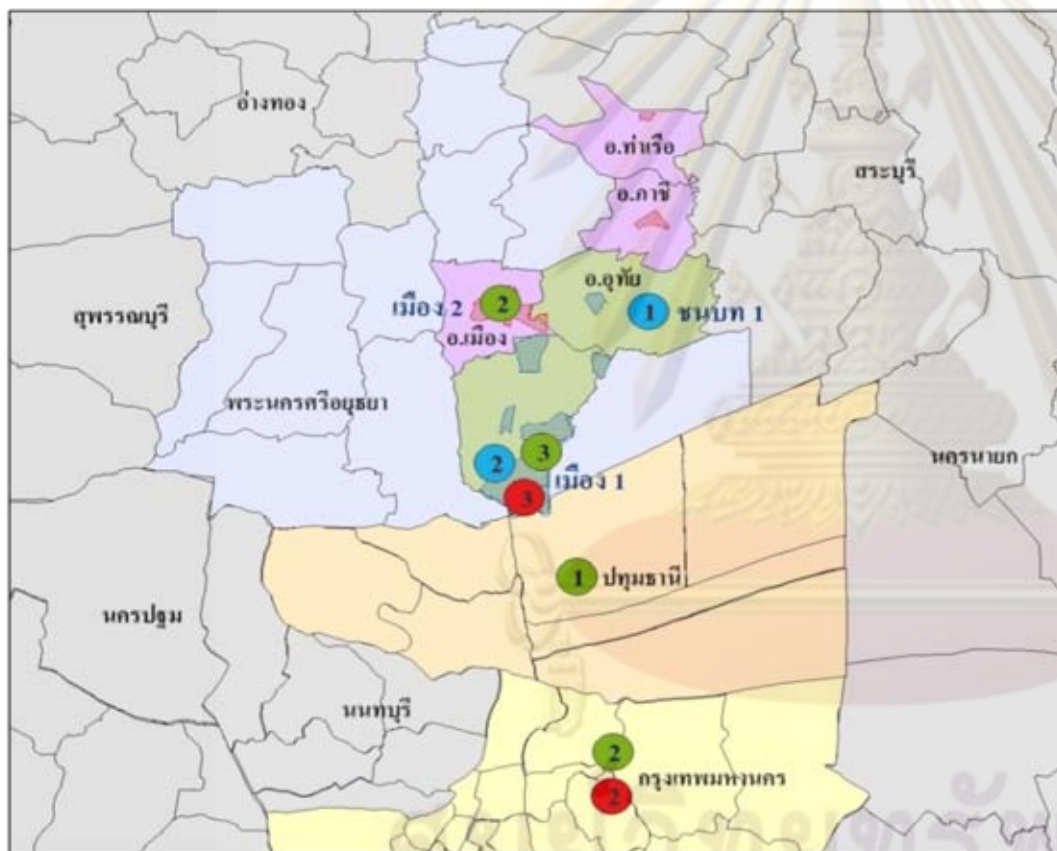 อ่างทอง
อ.ท่าเรือ
สระบุรี
อ.ภาชี
อ.อุทัย
สุพรรณบุรี
เมือง 2
2
1
ชนบท 1
อ.เมือง
พระนครศรีอยุธยา
นครนายก
3
2
เมือง 1
3
1
ปทุมธานี
นครปฐม
นนทบุรี
2
กรุงเทพมหานคร
2